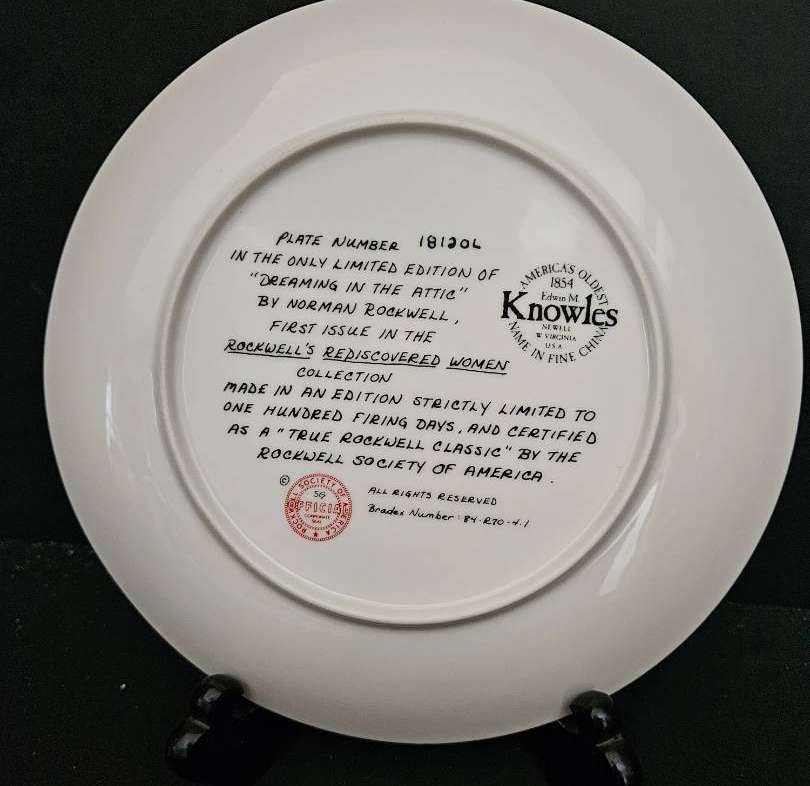 PLATE NUMBER 18120L
IN THE ONLY LIMITED EDITION OF
"DREAMING IN THE ATTIC"
BY NORMAN ROCKWELL,
FIRST ISSUE IN THE
ROCKWELL'S REDISCOVERED WOMEN
COLLECTION
MADE IN AN EDITION STRICTLY LIMITED TO
ONE HUNDRED FIRING DAYS, AND CERTIFIED
AS A "TRUE ROCKWELL CLASSIC" BY THE
ROCKWELL SOCIETY OF AMERICA.
AMERICA'S OLDEST
1854
Edwin M.
Knowles
NEWELL
W. VIRGINIA
U.S.A.
NAME IN FINE CHINA
©
ROCKWELL SOCIETY OF AMERICA
OFFICIAL
SEAL
ALL RIGHTS RESERVED
Bradex Number: 84-R70-4.1